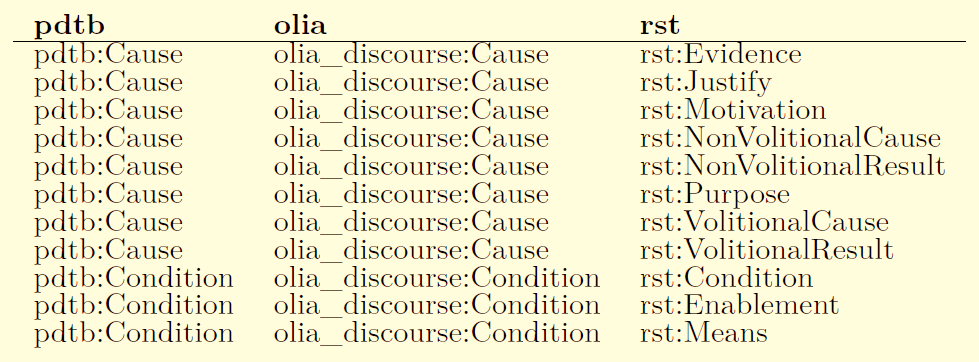 pdtb olia rst
pdtb:Cause olia_discourse:Cause rst:Evidence
pdtb:Cause olia_discourse:Cause rst:Justify
pdtb:Cause olia_discourse:Cause rst:Motivation
pdtb:Cause olia_discourse:Cause rst:NonVolitionalCause
pdtb:Cause olia_discourse:Cause rst:NonVolitionalResult
pdtb:Cause olia_discourse:Cause rst:Purpose
pdtb:Cause olia_discourse:Cause rst:VolitionalCause
pdtb:Cause olia_discourse:Cause rst:VolitionalResult
pdtb:Condition olia_discourse:Condition rst:Condition
pdtb:Condition olia_discourse:Condition rst:Enablement
pdtb:Condition olia_discourse:Condition rst:Means